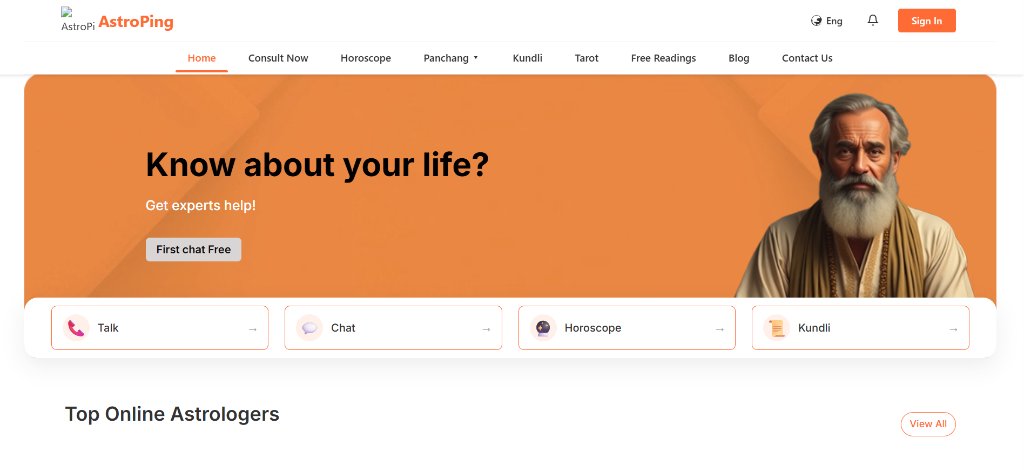 AstroPi AstroPing
Eng
Sign In
Home Consult Now Horoscope Panchang Kundli Tarot Free Readings Blog Contact Us
Know about your life?
Get experts help!
First chat Free
Talk → Chat → Horoscope → Kundli →
Top Online Astrologers
View All